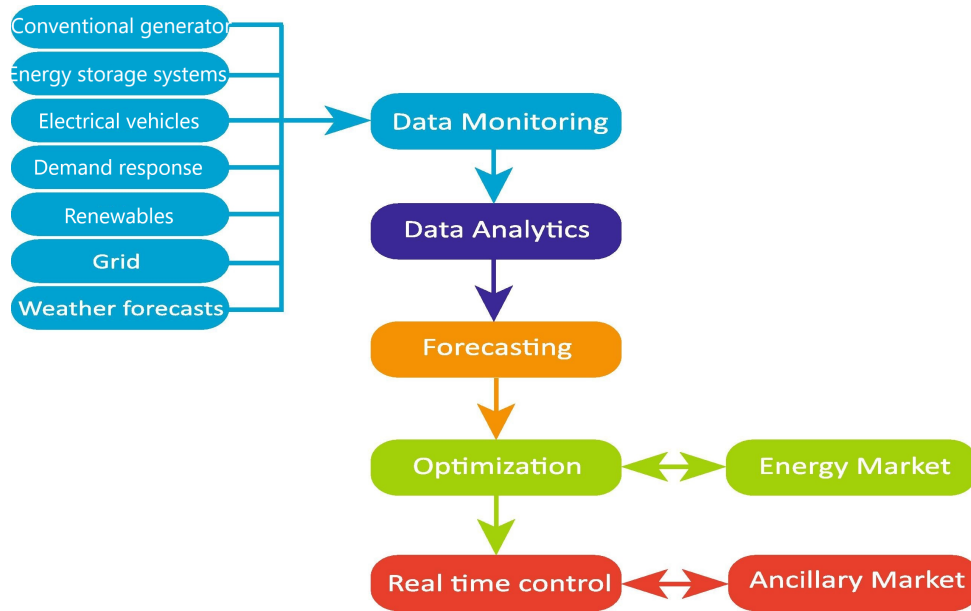 Conventional generator
Energy storage systems
Electrical vehicles
Demand response
Renewables
Grid
Weather forecasts
Data Monitoring
Data Analytics
Forecasting
Optimization
Energy Market
Real time control
Ancillary Market